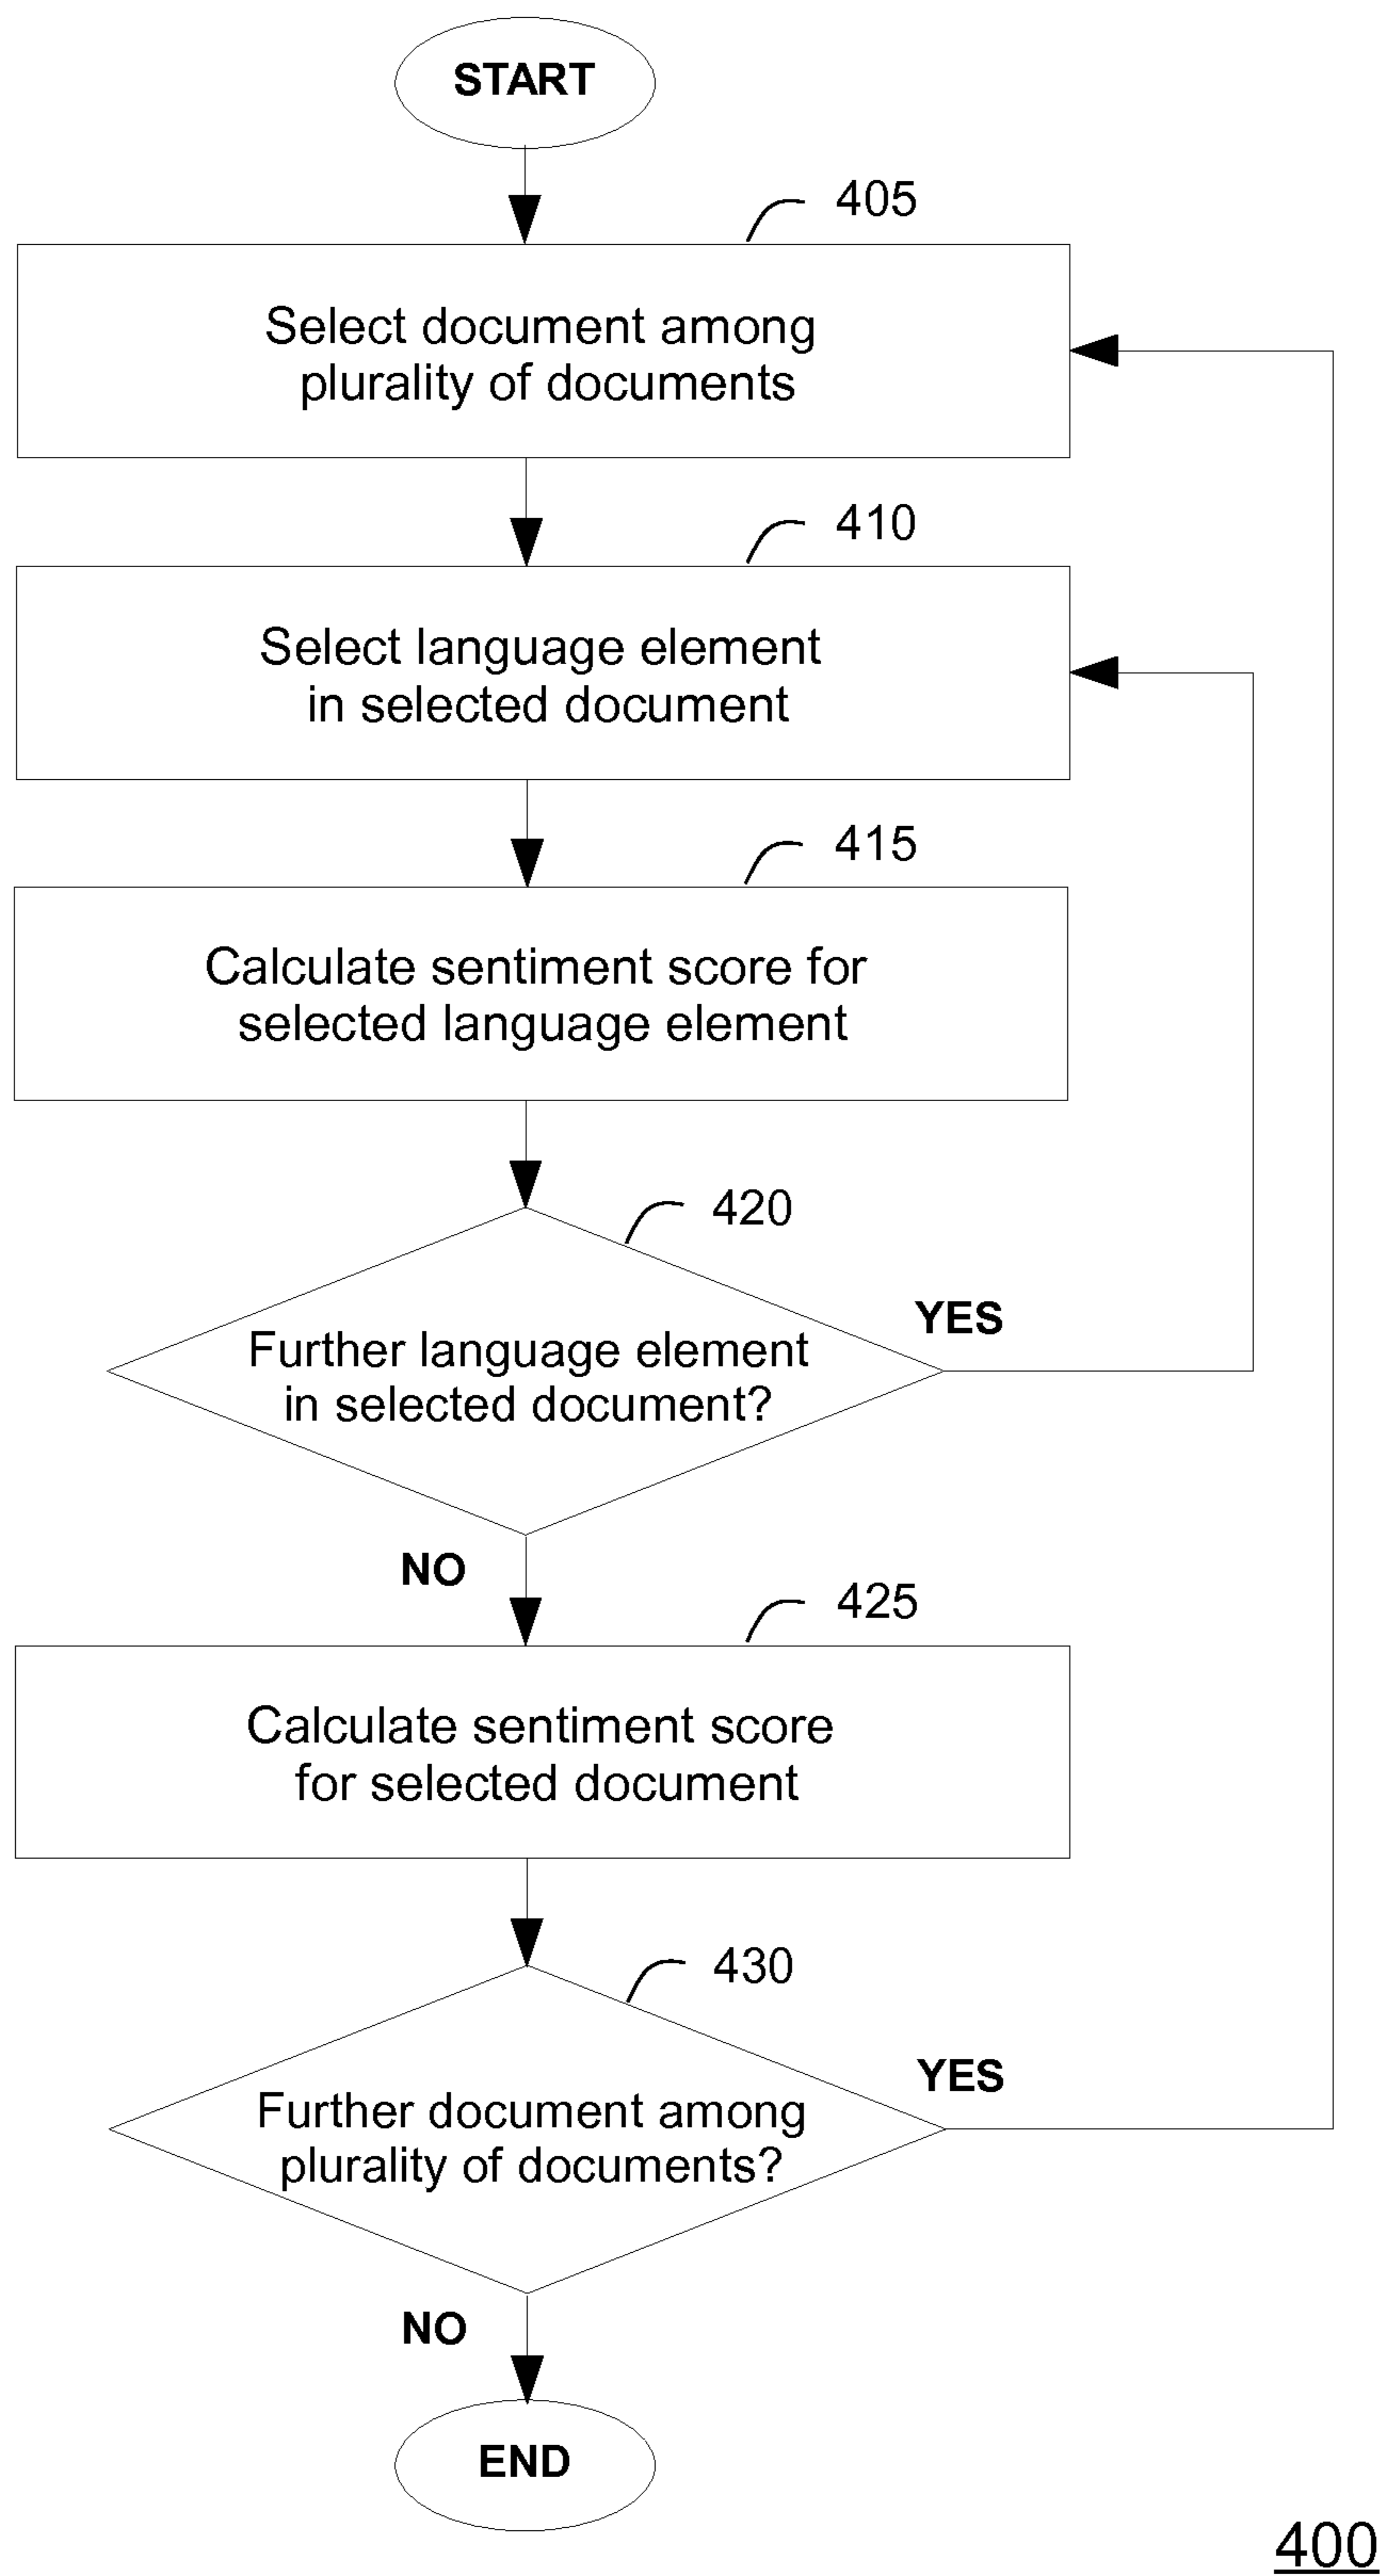 START
405
Select document among
plurality of documents
410
Select language element
in selected document
415
Calculate sentiment score for
selected language element
420
YES
Further language element
in selected document?
NO
425
Calculate sentiment score
for selected document
430
YES
Further document among
plurality of documents?
NO
END
400